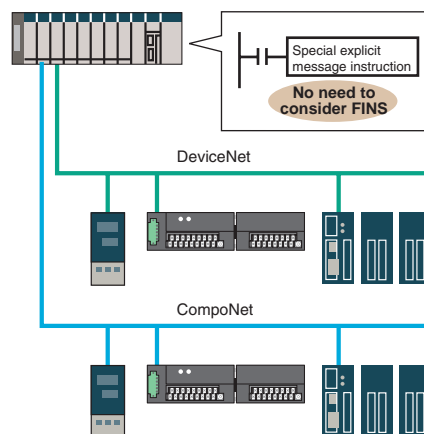 Special explicit
message instruction
No need to
consider FINS
DeviceNet
CompoNet